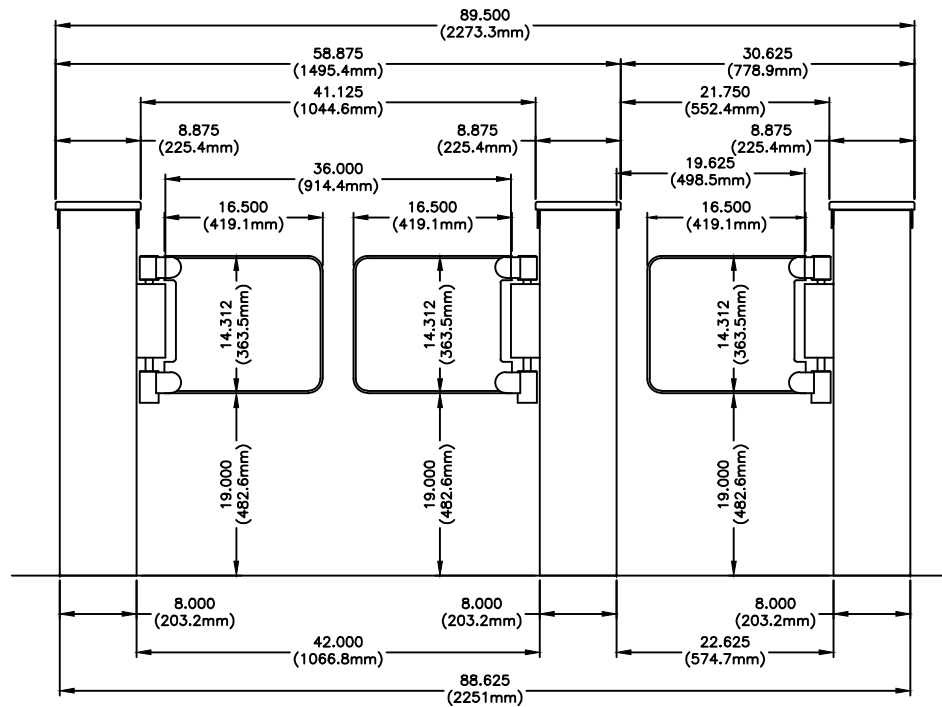 89.500
(2273.3mm)
58.875
(1495.4mm)
30.625
(778.9mm)
41.125
(1044.6mm)
21.750
(552.4mm)
8.875
(225.4mm)
8.875
(225.4mm)
8.875
(225.4mm)
36.000
(914.4mm)
19.625
(498.5mm)
16.500
(419.1mm)
16.500
(419.1mm)
16.500
(419.1mm)
14.312
(363.5mm)
14.312
(363.5mm)
14.312
(363.5mm)
19.000
(482.6mm)
19.000
(482.6mm)
19.000
(482.6mm)
8.000
(203.2mm)
8.000
(203.2mm)
8.000
(203.2mm)
42.000
(1066.8mm)
22.625
(574.7mm)
88.625
(2251mm)